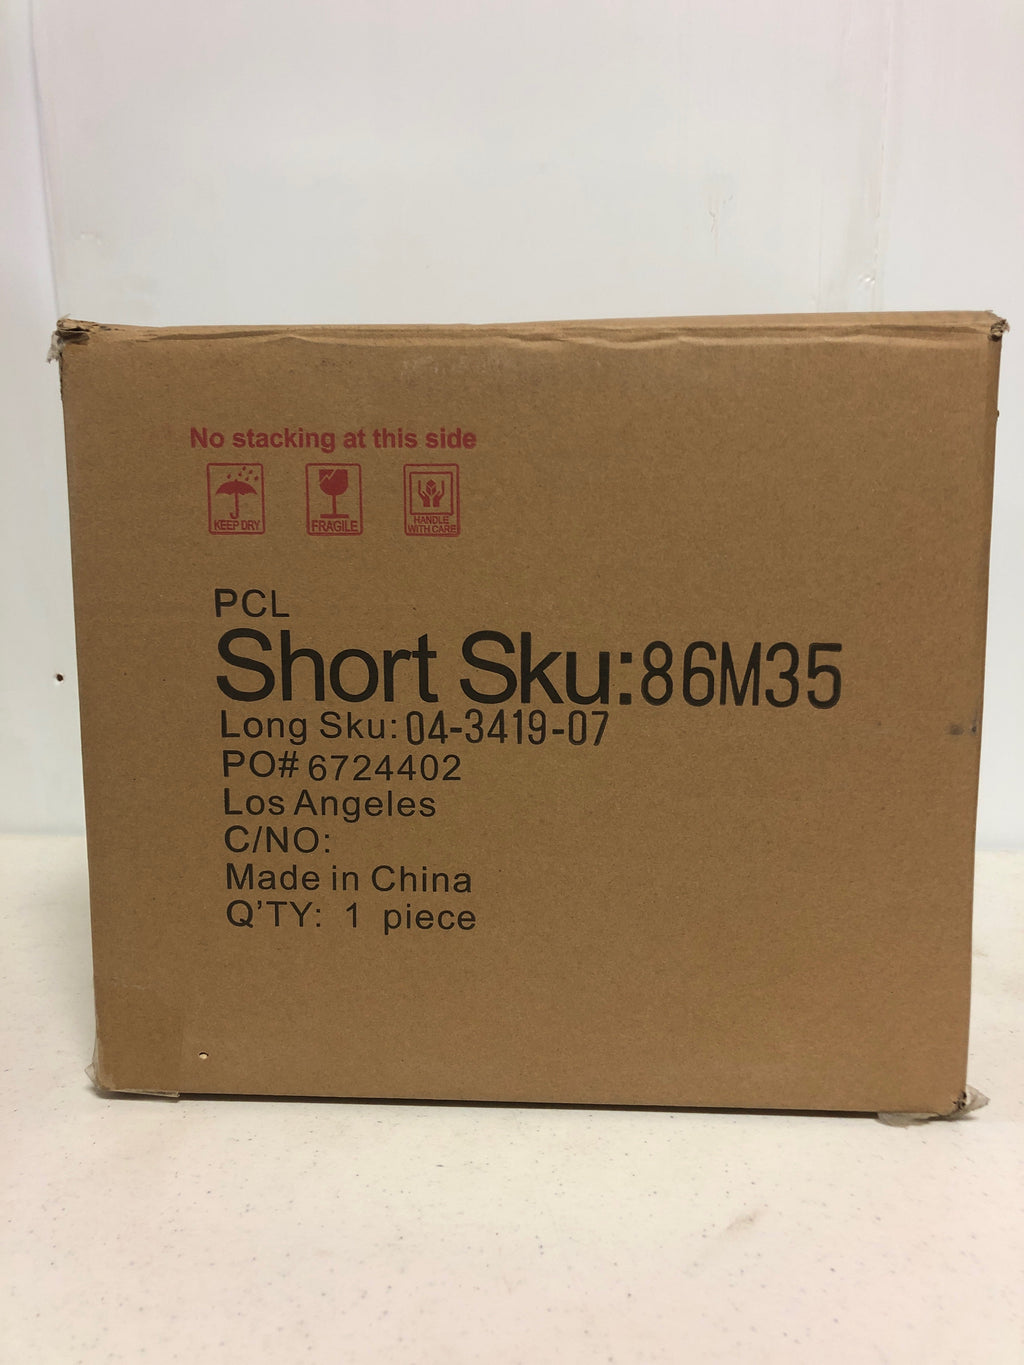 No stacking at this side
KEEP DRY
FRAGILE
HANDLE
WITH CARE
PCL
Short Sku:86M35
Long Sku:04-3419-07
PO# 6724402
Los Angeles
C/NO:
Made in China
Q'TY: 1 piece